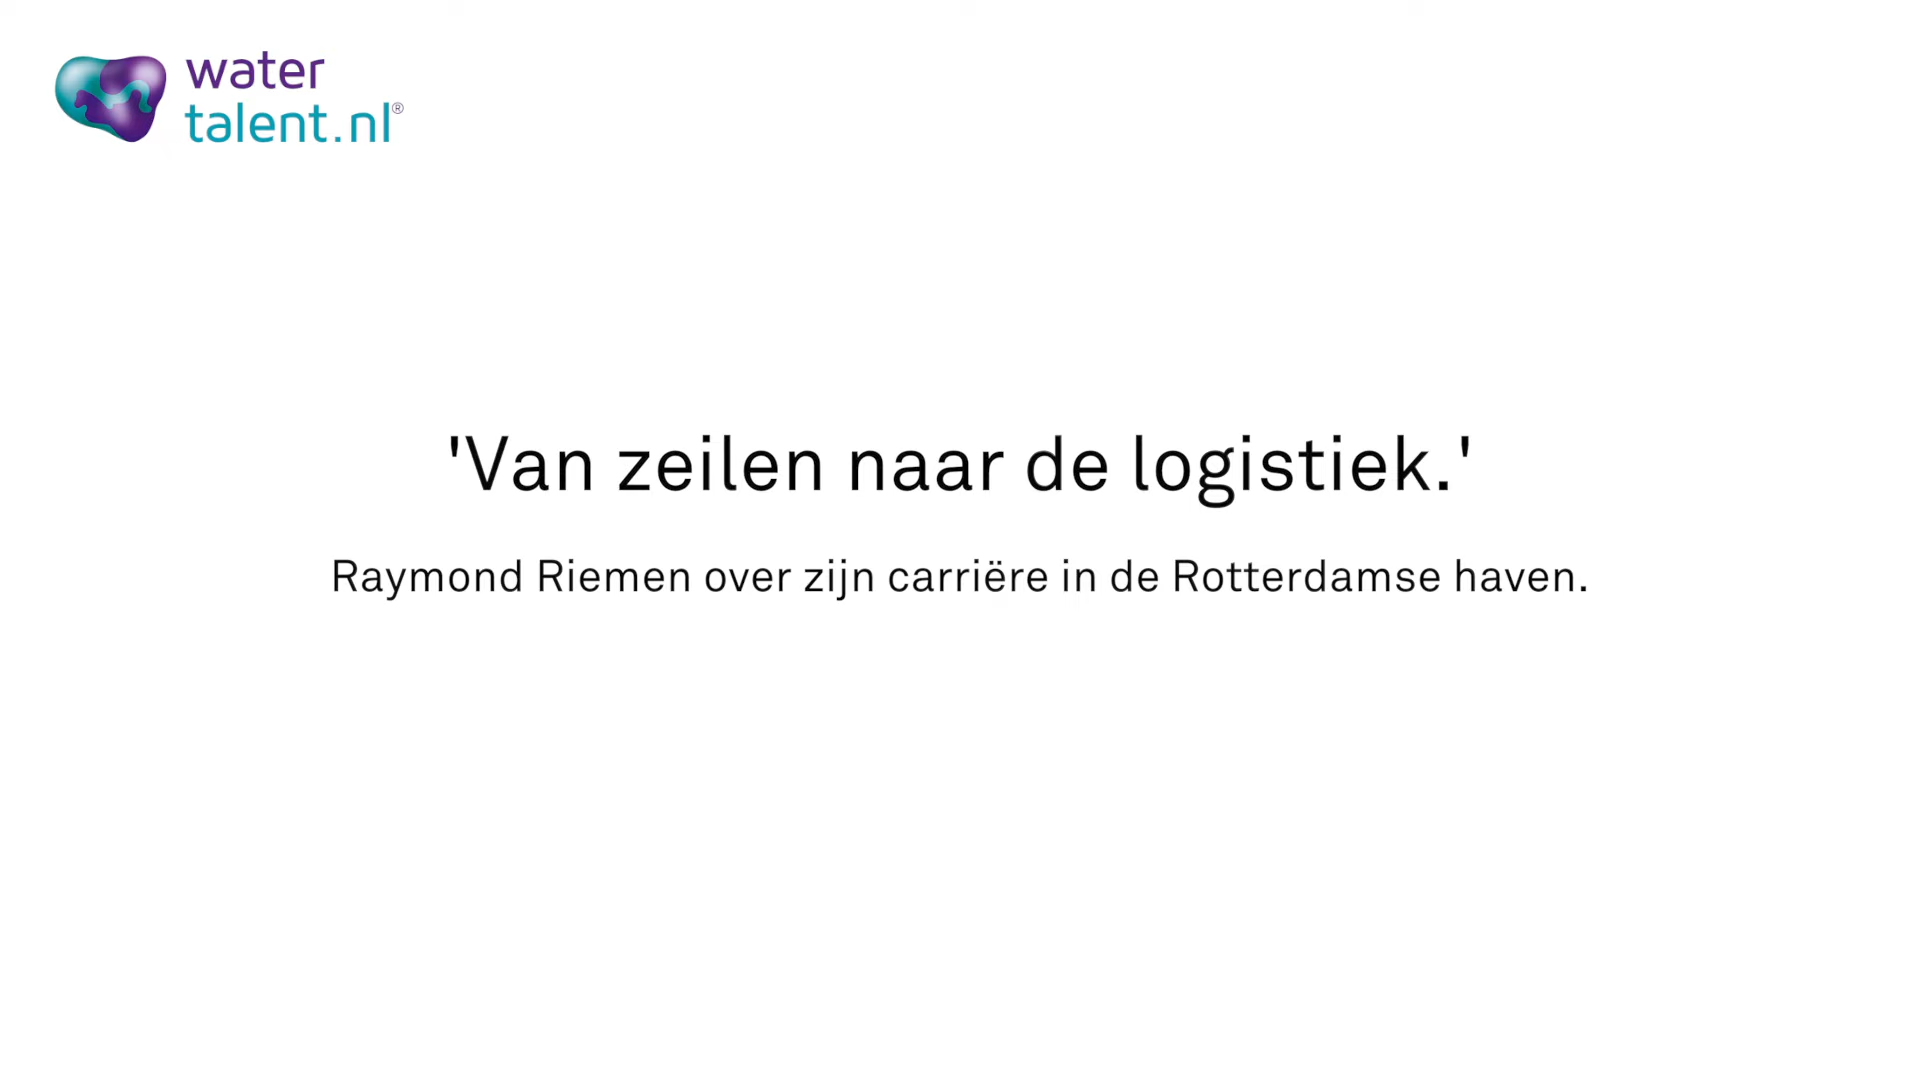 water
talent.nl®
'Van zeilen naar de logistiek.'
Raymond Riemen over zijn carrière in de Rotterdamse haven.